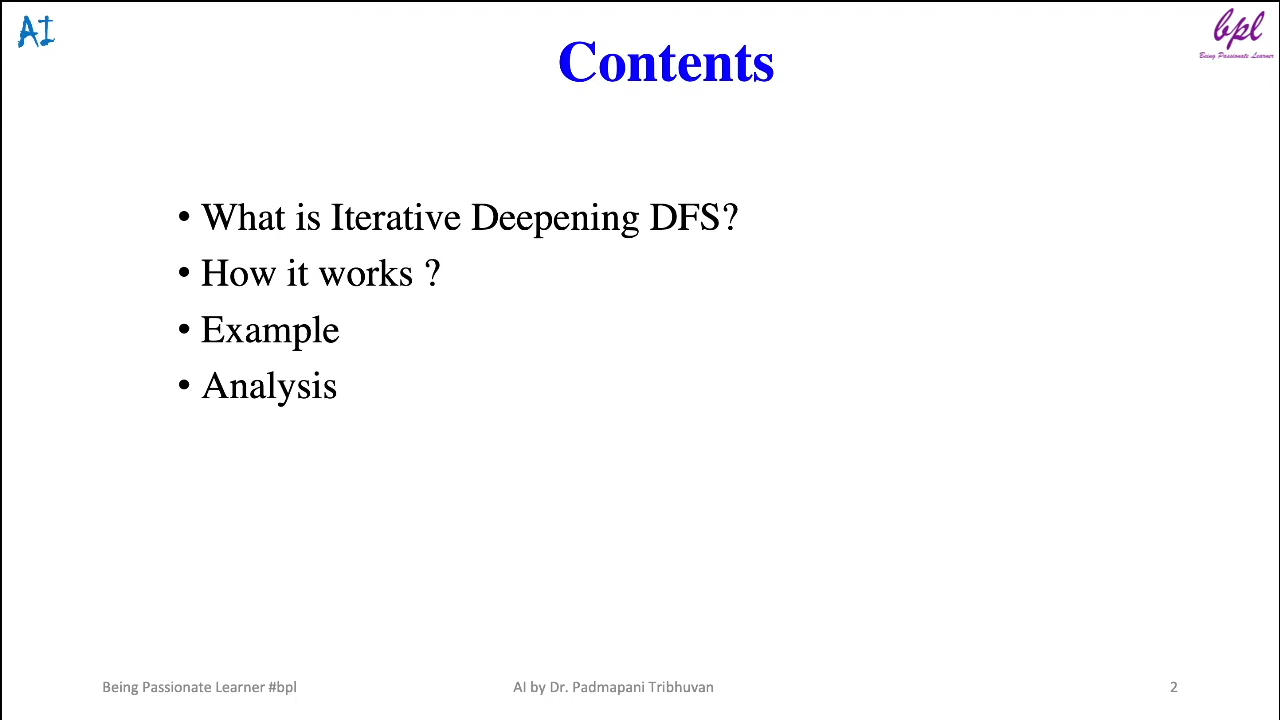 AI
bpl
Being Passionate Learner
Contents
• What is Iterative Deepening DFS?
• How it works ?
• Example
• Analysis
Being Passionate Learner #bpl
AI by Dr. Padmapani Tribhuvan
2